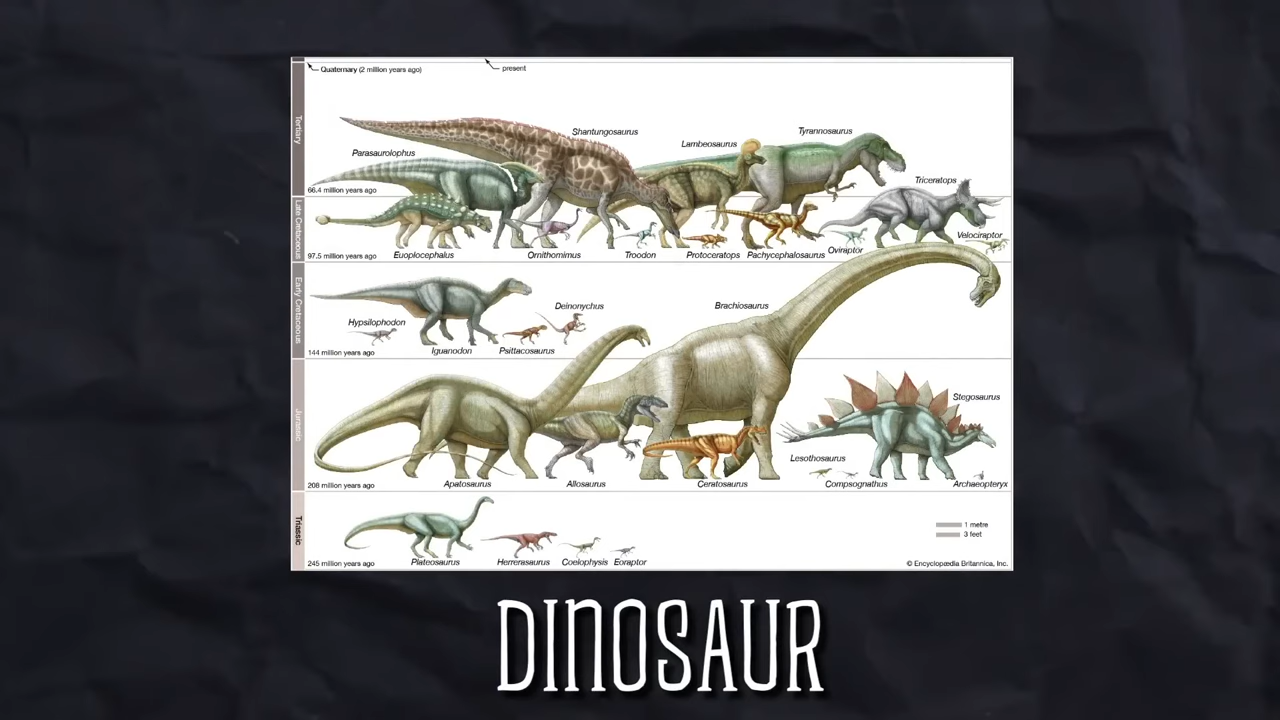 Quaternary (2 million years ago)
present
Tertiary
Shantungosaurus
Tyrannosaurus
Lambeosaurus
Parasaurolophus
Triceratops
66.4 million years ago
Late Cretaceous
Velociraptor
Oviraptor
97.5 million years ago
Euoplocephalus
Ornithomimus
Troodon
Protoceratops
Pachycephalosaurus
Early Cretaceous
Deinonychus
Brachiosaurus
Hypsilophodon
144 million years ago
Iguanodon
Psittacosaurus
Jurassic
Stegosaurus
Lesothosaurus
208 million years ago
Apatosaurus
Allosaurus
Ceratosaurus
Compsognathus
Archaeopteryx
Triassic
1 metre
3 feet
245 million years ago
Plateosaurus
Herrerasaurus
Coelophysis
Eoraptor
© Encyclopædia Britannica, Inc.
DINOSAUR